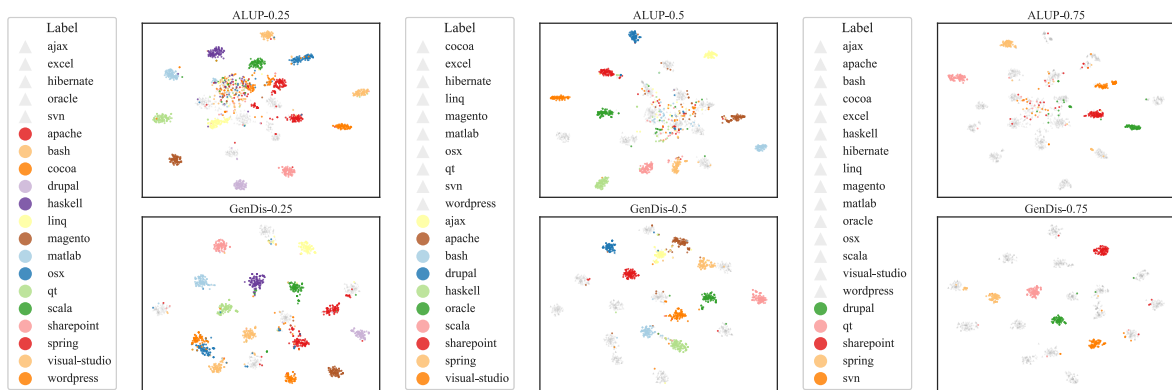 Label
ajax
excel
hibernate
oracle
svn
apache
bash
cocoa
drupal
haskell
linq
magento
matlab
osx
qt
scala
sharepoint
spring
visual-studio
wordpress
ALUP-0.25
GenDis-0.25
Label
cocoa
excel
hibernate
linq
magento
matlab
osx
qt
svn
wordpress
ajax
apache
bash
drupal
haskell
oracle
scala
sharepoint
spring
visual-studio
ALUP-0.5
GenDis-0.5
Label
ajax
apache
bash
cocoa
excel
haskell
hibernate
linq
magento
matlab
oracle
osx
scala
visual-studio
wordpress
drupal
qt
sharepoint
spring
svn
ALUP-0.75
GenDis-0.75